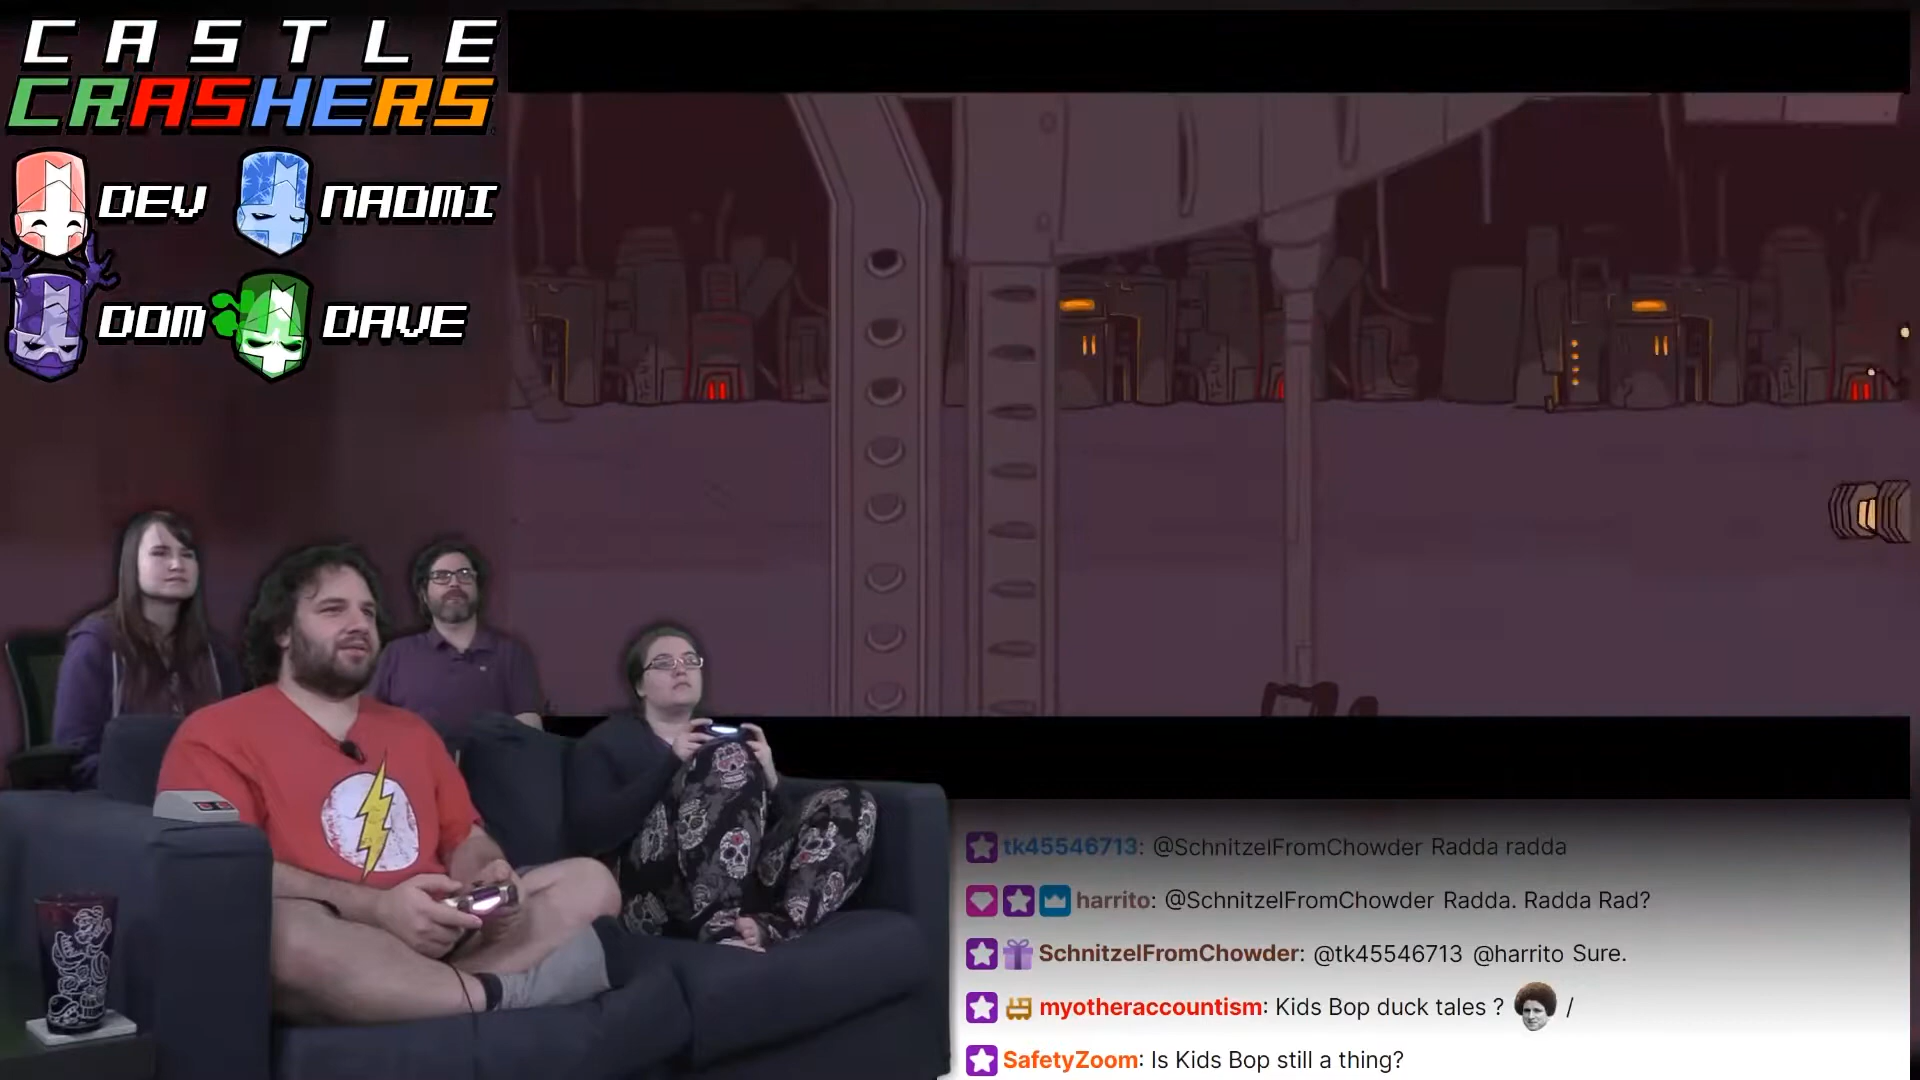 CASTLE
CRASHERS
DEV NAOMI
DOM DAVE
tk45546713: @SchnitzelFromChowder Radda radda
harrito: @SchnitzelFromChowder Radda. Radda Rad?
SchnitzelFromChowder: @tk45546713 @harrito Sure.
myotheraccountism: Kids Bop duck tales ? /
SafetyZoom: Is Kids Bop still a thing?